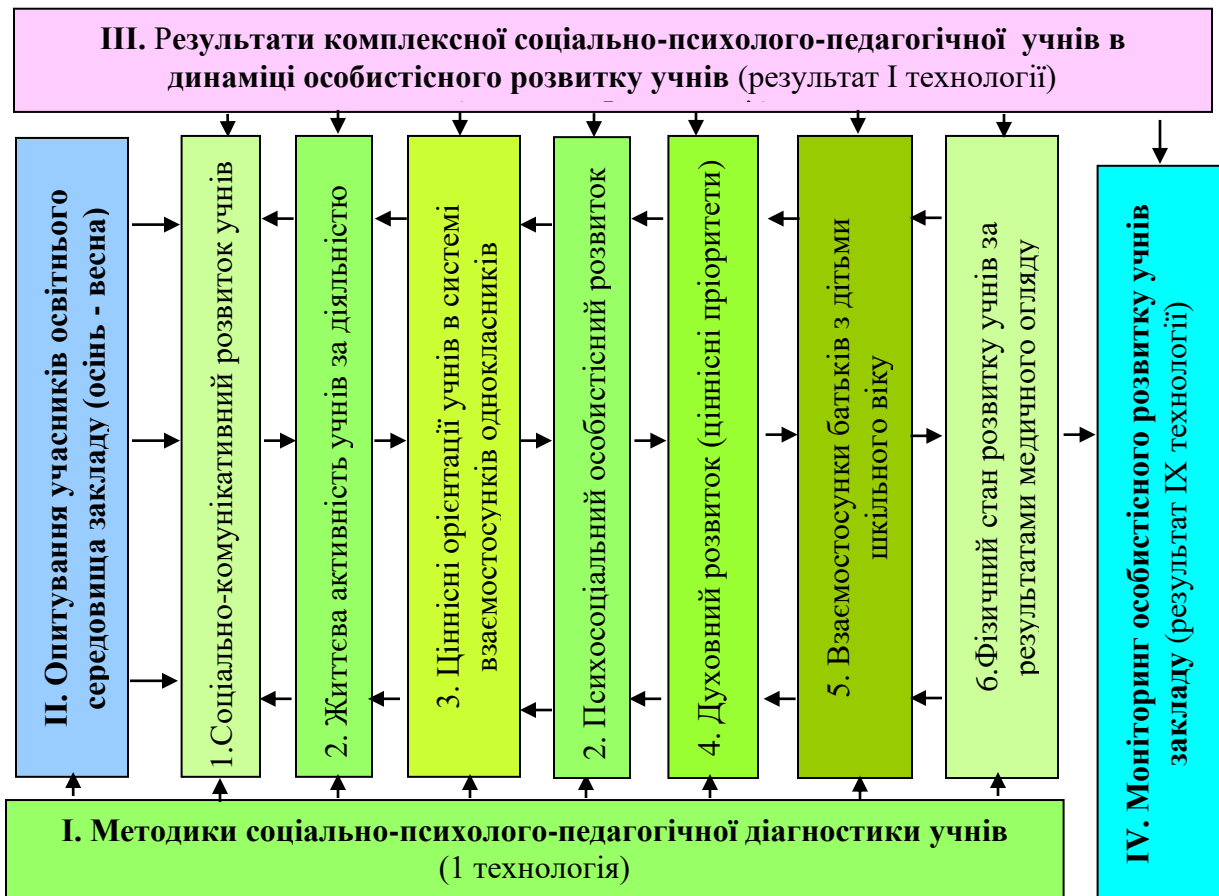 III. Результати комплексної соціально-психолого-педагогічної учнів в
динаміці особистісного розвитку учнів (результат I технології)
II. Опитування учасників освітнього
середовища закладу (осінь - весна)
1.Соціально-комунікативний розвиток учнів
2. Життєва активність учнів за діяльністю
3. Ціннісні орієнтації учнів в системі
взаємостосунків однокласників
2. Психосоціальний особистісний розвиток
4. Духовний розвиток (ціннісні пріоритети)
5. Взаємостосунки батьків з дітьми
шкільного віку
6.Фізичний стан розвитку учнів за
результатами медичного огляду
IV. Моніторинг особистісного розвитку учнів
закладу (результат IX технології)
I. Методики соціально-психолого-педагогічної діагностики учнів
(1 технологія)